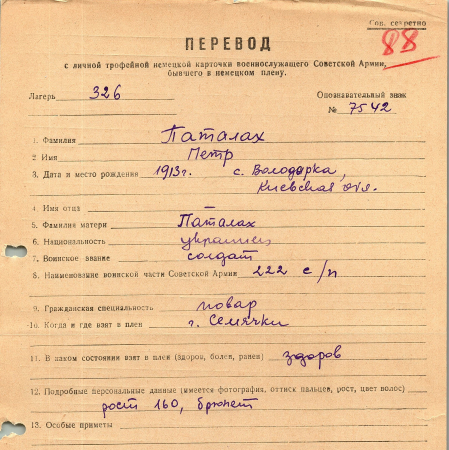 Сов. секретно
88
ПЕРЕВОД
с личной трофейной немецкой карточки военнослужащего Советской Армии,
бывшего в немецком плену.
Лагерь 326 Опознавательный знак
№ 7542
1. Фамилия Паталах
2 Имя Петр
3. Дата и место рождения 1913г. с. Володарка,
Киевская обл.
4. Имя отца —
5. Фамилия матери Паталах
6. Национальность украинец
7. Воинское звание солдат
8. Наименование воинской части Советской Армии 222 с/п
9. Гражданская специальность повар
10. Когда и где взят в плен г. Семячки
11. В каком состоянии взят в плен (здоров, болен, ранен) здоров
12. Подробные персональные данные (имеется фотография, оттиск пальцев, рост, цвет волос)
рост 160, брюнет
13. Особые приметы